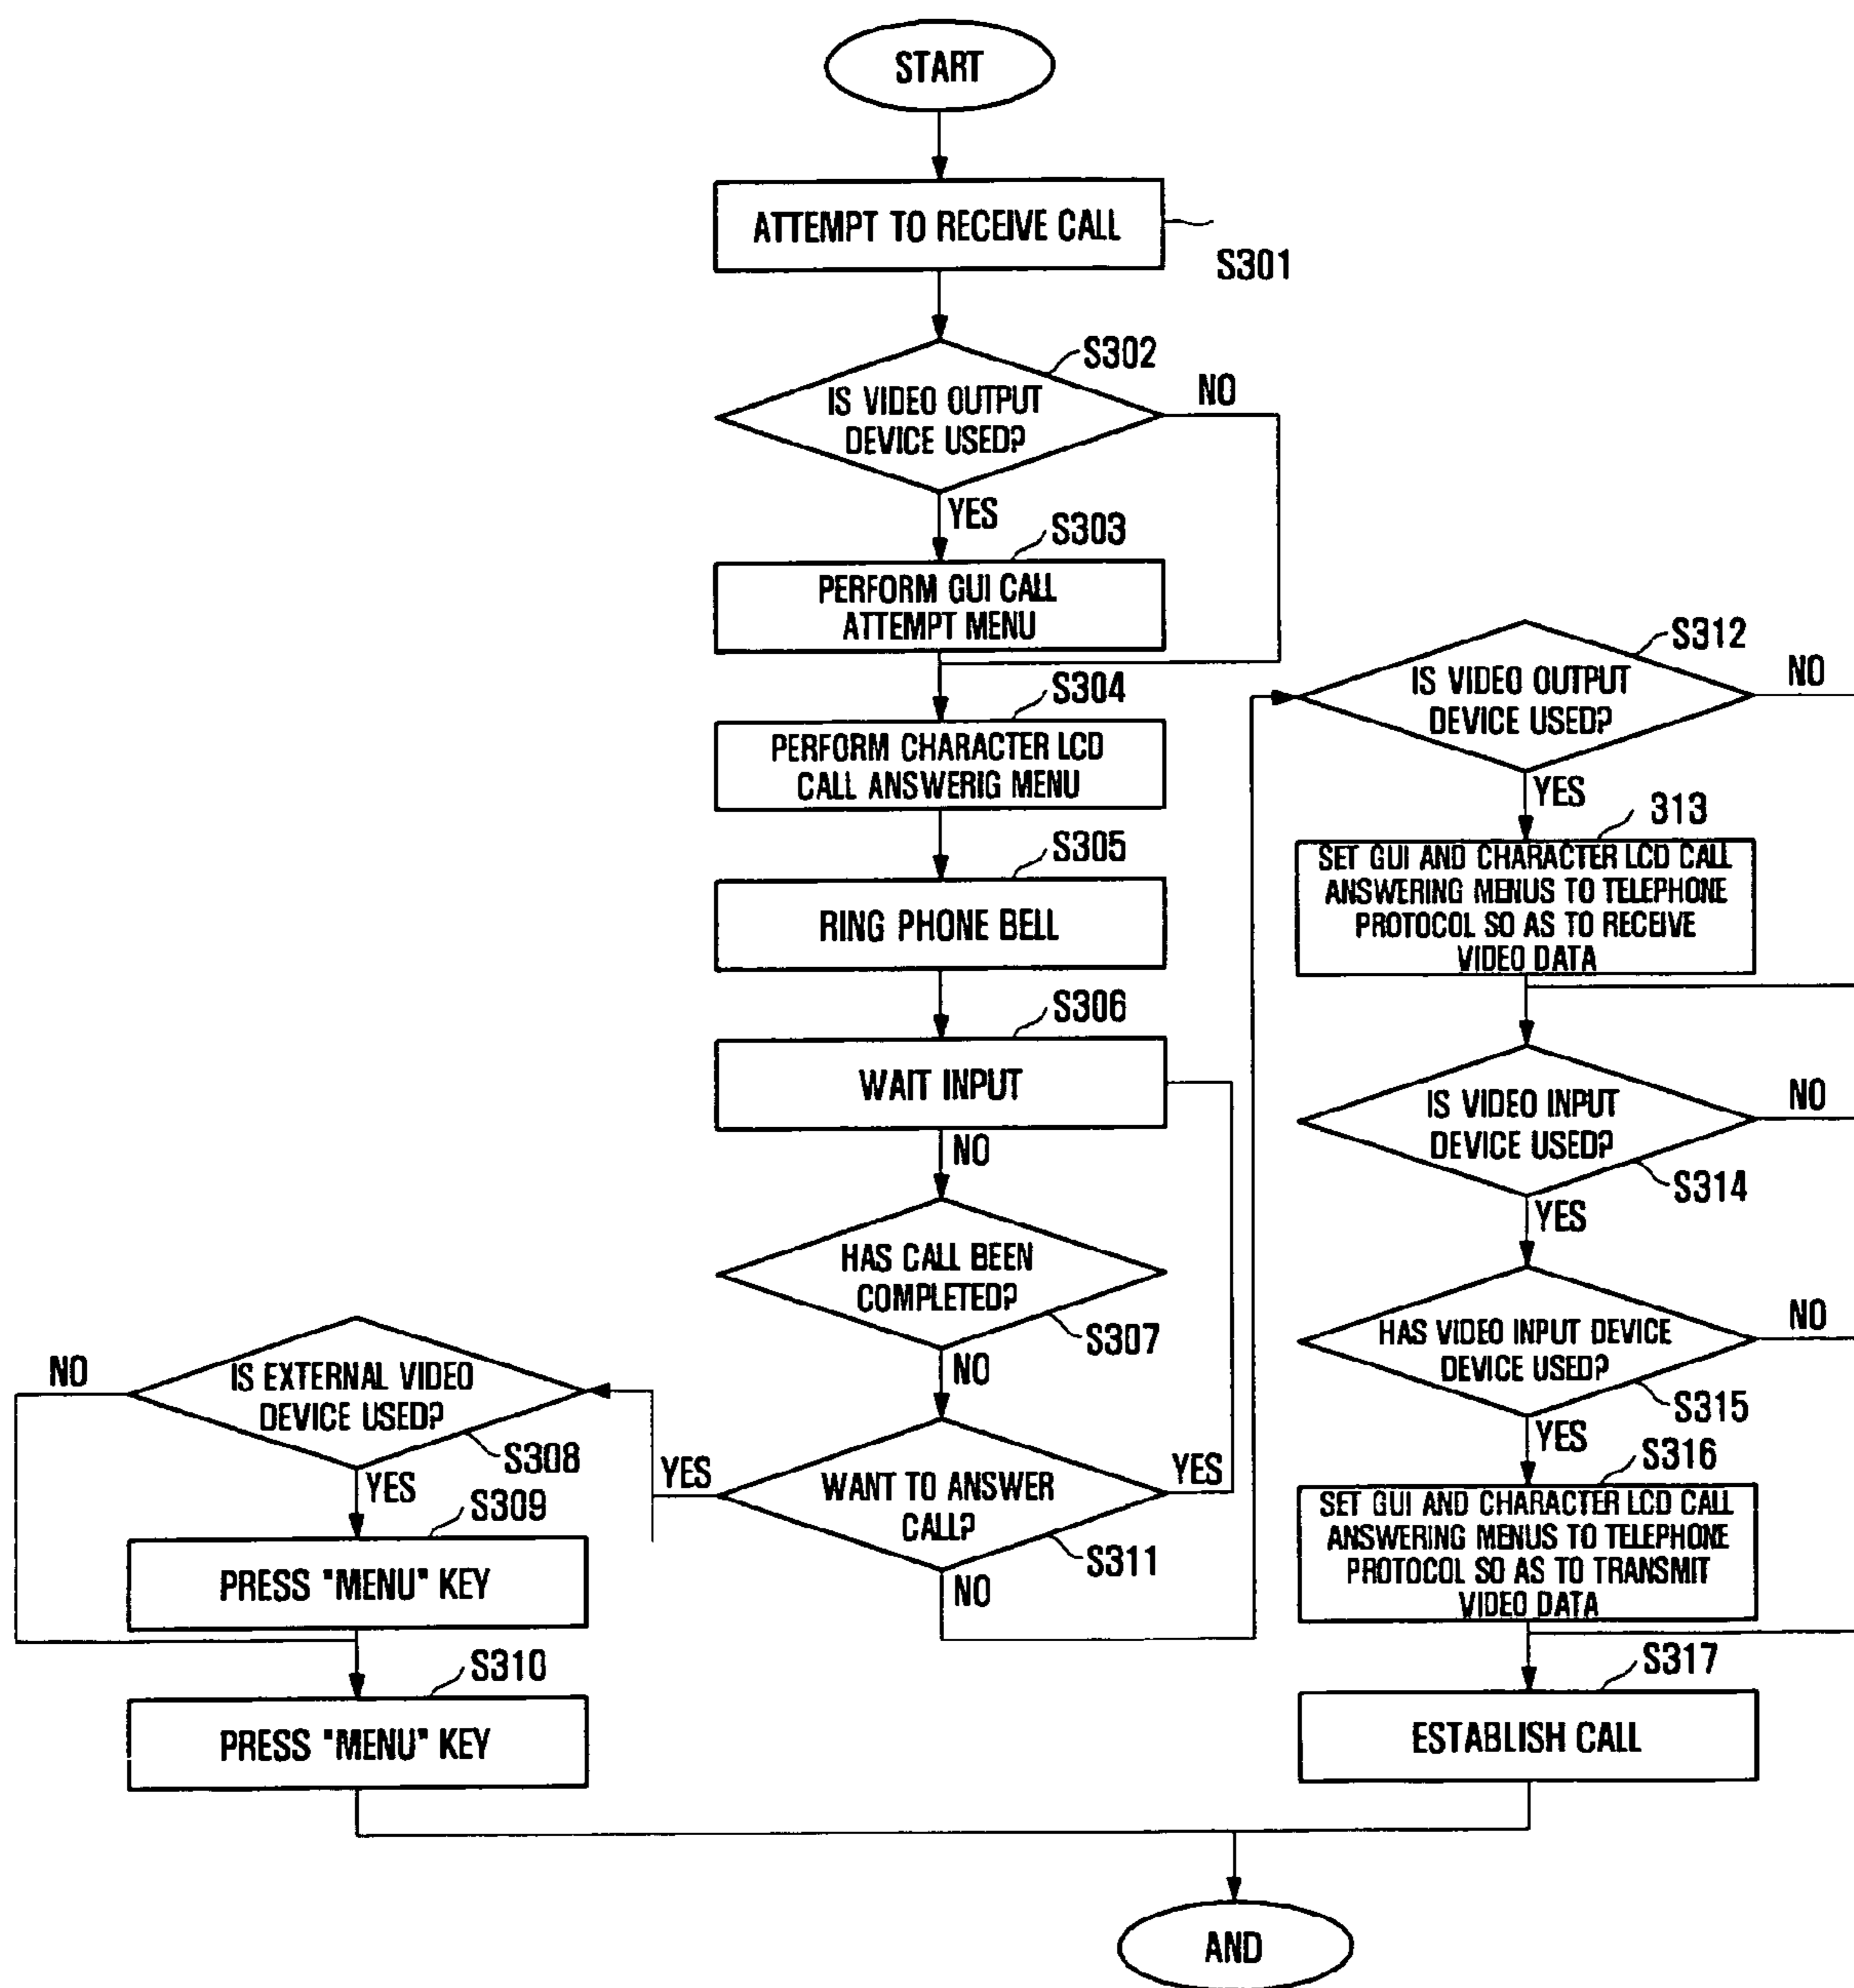 START
ATTEMPT TO RECEIVE CALL
S301
S302
IS VIDEO OUTPUT
DEVICE USED?
NO
YES
S303
PERFORM GUI CALL
ATTEMPT MENU
S304
PERFORM CHARACTER LCD
CALL ANSWERIG MENU
S305
RING PHONE BELL
S306
WAIT INPUT
NO
HAS CALL BEEN
COMPLETED?
S307
NO
WANT TO ANSWER
CALL?
YES
YES
S311
NO
IS EXTERNAL VIDEO
DEVICE USED?
NO
S308
YES
S309
PRESS "MENU" KEY
S310
PRESS "MENU" KEY
S312
IS VIDEO OUTPUT
DEVICE USED?
NO
YES
313
SET GUI AND CHARACTER LCD CALL
ANSWERING MENUS TO TELEPHONE
PROTOCOL SO AS TO RECEIVE
VIDEO DATA
IS VIDEO INPUT
DEVICE USED?
NO
S314
YES
HAS VIDEO INPUT DEVICE
DEVICE USED?
NO
S315
YES
S316
SET GUI AND CHARACTER LCD CALL
ANSWERING MENUS TO TELEPHONE
PROTOCOL SO AS TO TRANSMIT
VIDEO DATA
S317
ESTABLISH CALL
AND